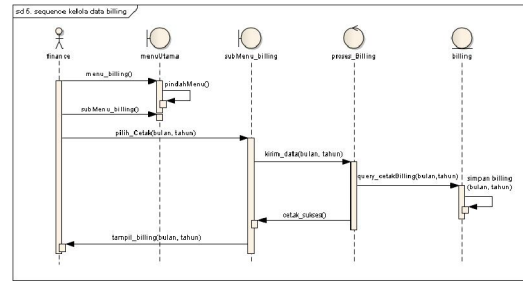 sd 5. sequence kelola data billing
finance
menuUtama
subMenu_billing
proses_Billing
billing
menu_billing()
pindahMenu()
subMenu_billing()
pilih_Cetak(bulan, tahun)
kirim_data(bulan, tahun)
query_cetakBilling(bulan,tahun)
simpan billing
(bulan, tahun)
cetak_sukses()
tampil_billing(bulan, tahun)